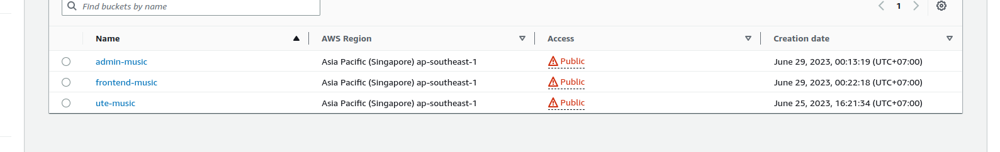 Find buckets by name 1
Name AWS Region Access Creation date
admin-music Asia Pacific (Singapore) ap-southeast-1 Public June 29, 2023, 00:13:19 (UTC+07:00)
frontend-music Asia Pacific (Singapore) ap-southeast-1 Public June 29, 2023, 00:22:18 (UTC+07:00)
ute-music Asia Pacific (Singapore) ap-southeast-1 Public June 25, 2023, 16:21:34 (UTC+07:00)